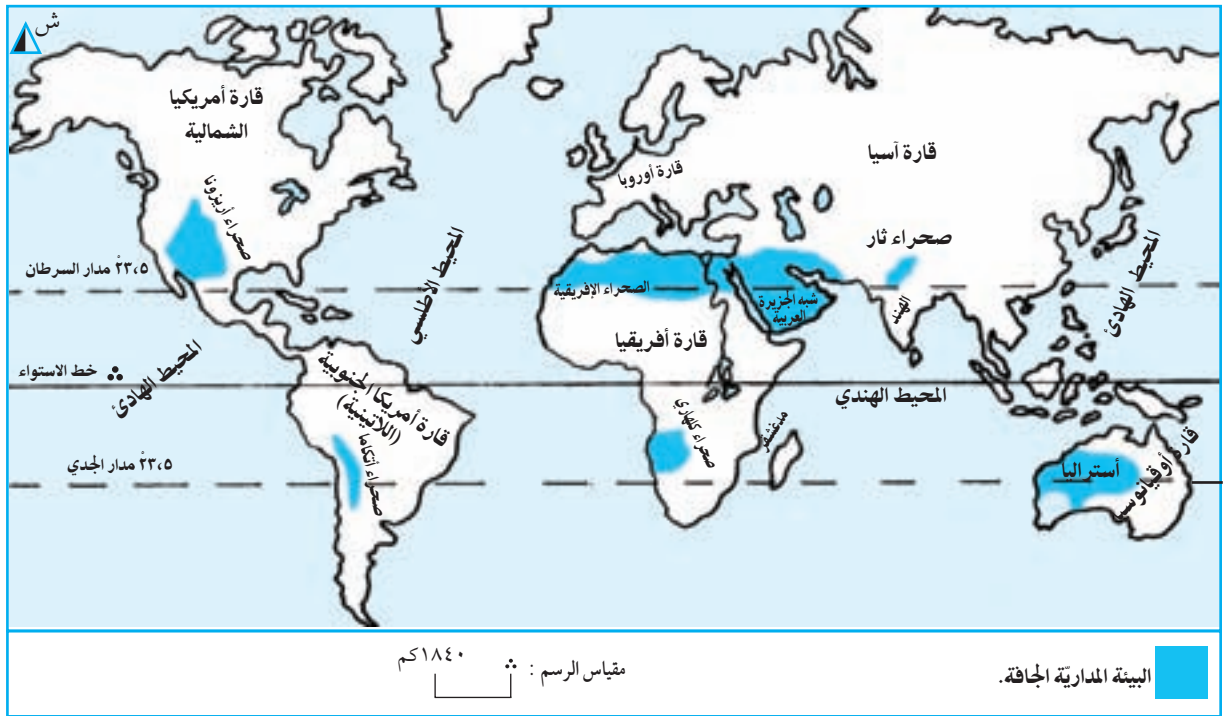 ش
قارة أمريكيا
الشمالية
صحراء أريزونا
قارة أوروبا
قارة آسيا
صحراء ثار
المحيط الأطلسي
المحيط الهادئ
٢٣،٥ْ مدار السرطان
الصحراء الإفريقية
شبه الجزيرة
العربية
الهند
قارة أفريقيا
خط الاستواء
المحيط الهادئ
قارة أمريكا الجنوبية
(اللاتينية)
المحيط الهندي
صحراء كلهاري
مدغشقر
صحراء أتكاما
٢٣،٥ْ مدار الجدي
أستراليا
قارة أوقيانوسيا
البيئة المداريّة الجافة.
مقياس الرسم :
٠ ١٨٤٠كم